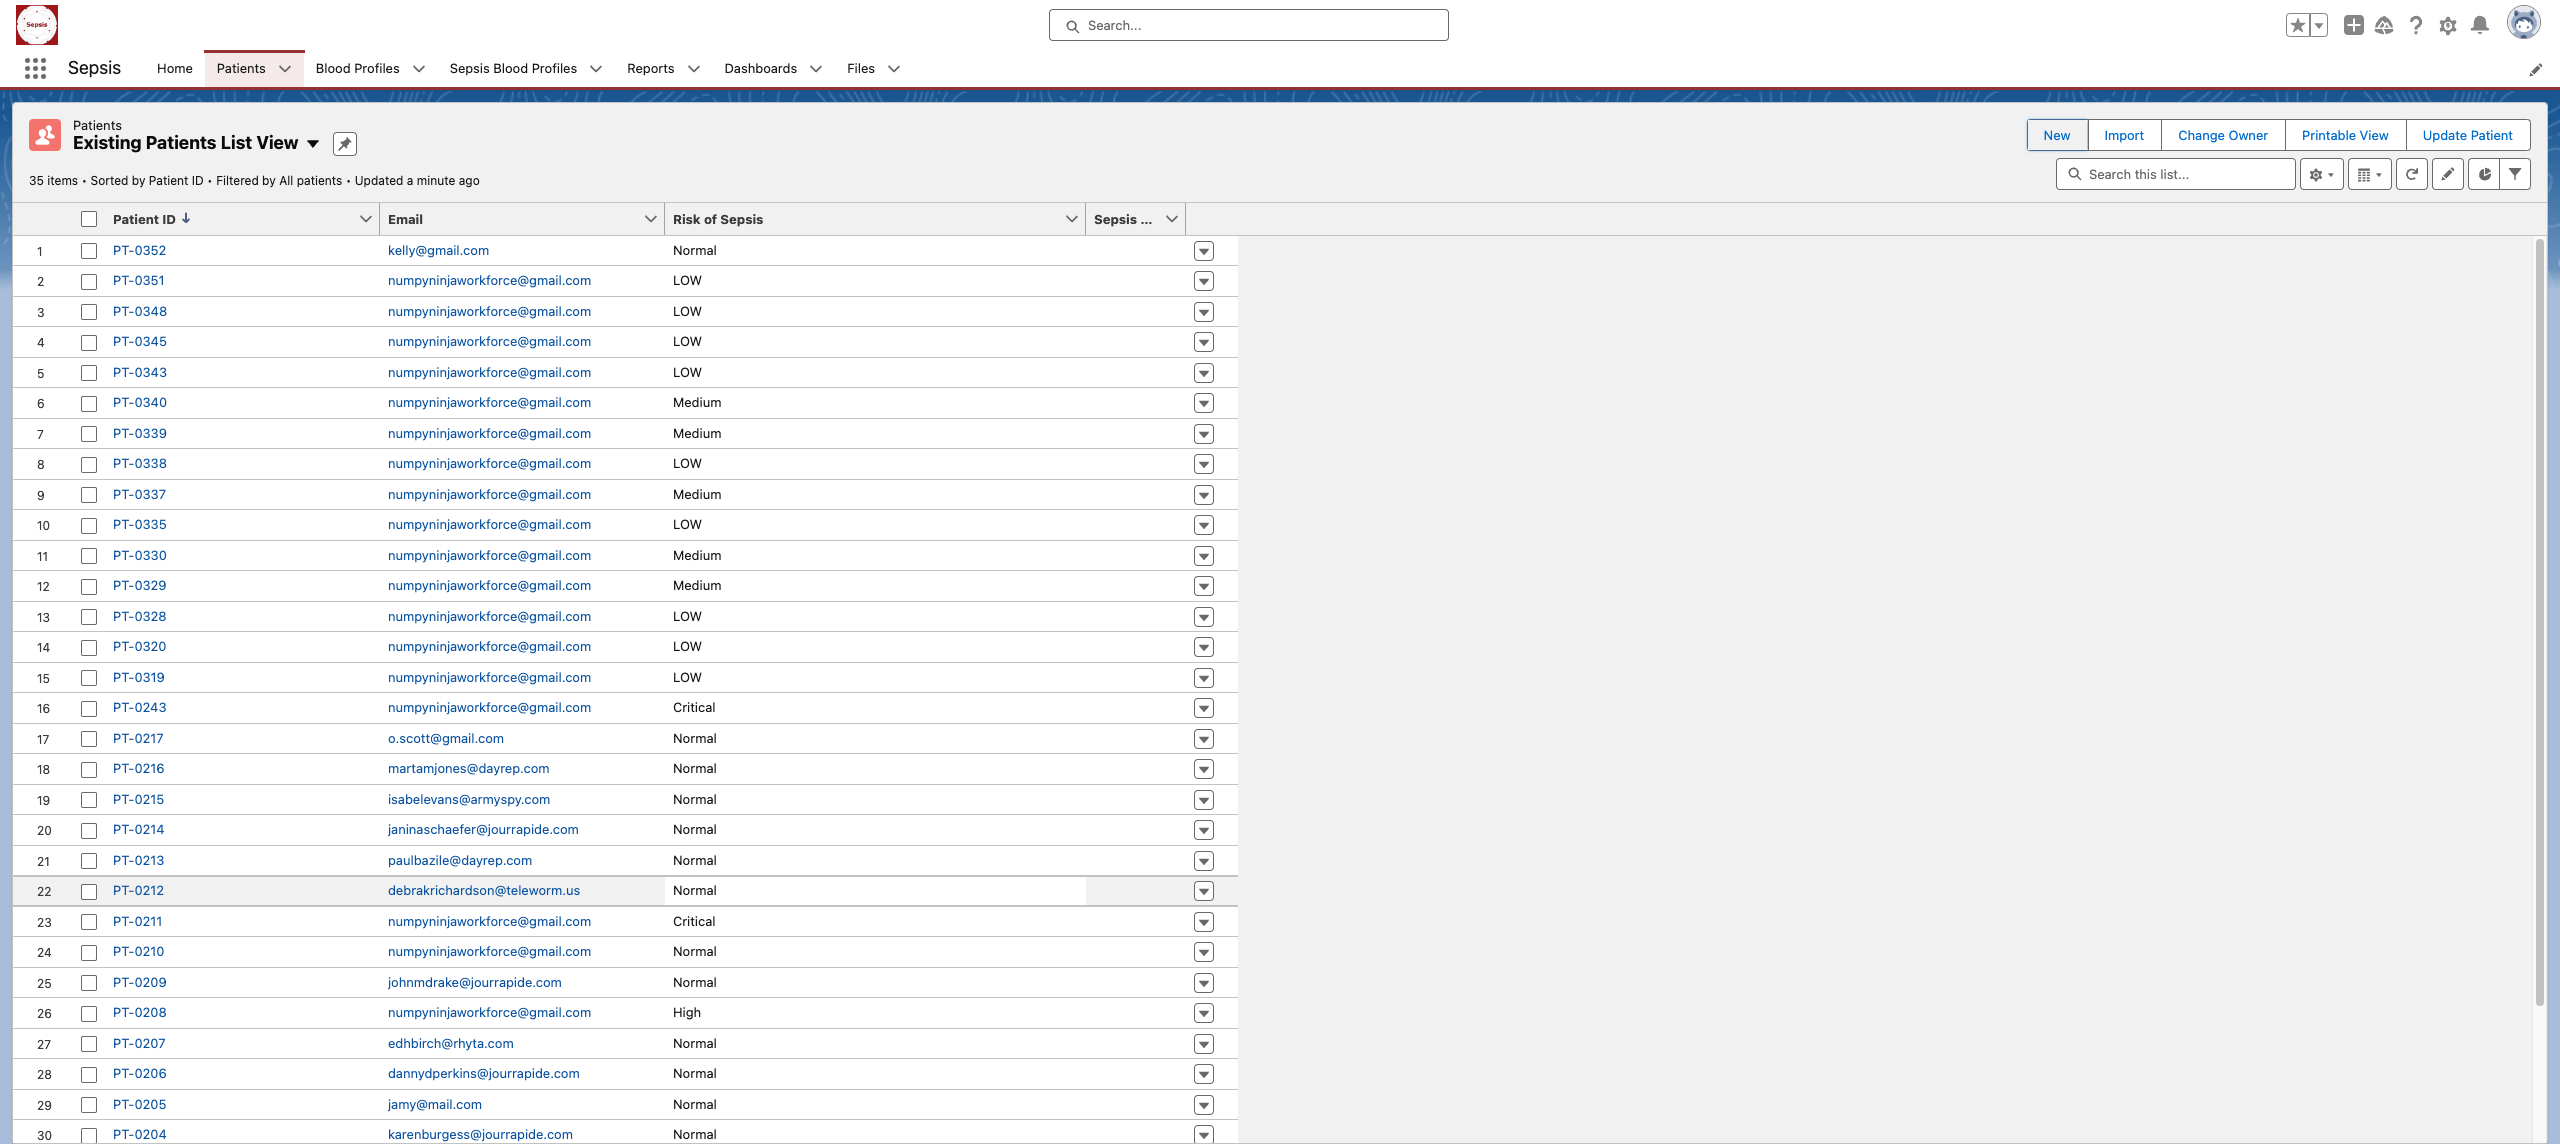 Sepsis
Search...
Sepsis Home Patients Blood Profiles Sepsis Blood Profiles Reports Dashboards Files
Patients
Existing Patients List View
New Import Change Owner Printable View Update Patient
35 items • Sorted by Patient ID • Filtered by All patients • Updated a minute ago
Search this list...
Patient ID Email Risk of Sepsis Sepsis ...
1 PT-0352 kelly@gmail.com Normal
2 PT-0351 numpyninjaworkforce@gmail.com LOW
3 PT-0348 numpyninjaworkforce@gmail.com LOW
4 PT-0345 numpyninjaworkforce@gmail.com LOW
5 PT-0343 numpyninjaworkforce@gmail.com LOW
6 PT-0340 numpyninjaworkforce@gmail.com Medium
7 PT-0339 numpyninjaworkforce@gmail.com Medium
8 PT-0338 numpyninjaworkforce@gmail.com LOW
9 PT-0337 numpyninjaworkforce@gmail.com Medium
10 PT-0335 numpyninjaworkforce@gmail.com LOW
11 PT-0330 numpyninjaworkforce@gmail.com Medium
12 PT-0329 numpyninjaworkforce@gmail.com Medium
13 PT-0328 numpyninjaworkforce@gmail.com LOW
14 PT-0320 numpyninjaworkforce@gmail.com LOW
15 PT-0319 numpyninjaworkforce@gmail.com LOW
16 PT-0243 numpyninjaworkforce@gmail.com Critical
17 PT-0217 o.scott@gmail.com Normal
18 PT-0216 martamjones@dayrep.com Normal
19 PT-0215 isabelevans@armyspy.com Normal
20 PT-0214 janinaschaefer@jourrapide.com Normal
21 PT-0213 paulbazile@dayrep.com Normal
22 PT-0212 debrakrichardson@teleworm.us Normal
23 PT-0211 numpyninjaworkforce@gmail.com Critical
24 PT-0210 numpyninjaworkforce@gmail.com Normal
25 PT-0209 johnmdrake@jourrapide.com Normal
26 PT-0208 numpyninjaworkforce@gmail.com High
27 PT-0207 edhbirch@rhyta.com Normal
28 PT-0206 dannydperkins@jourrapide.com Normal
29 PT-0205 jamy@mail.com Normal
30 PT-0204 karenburgess@jourrapide.com Normal